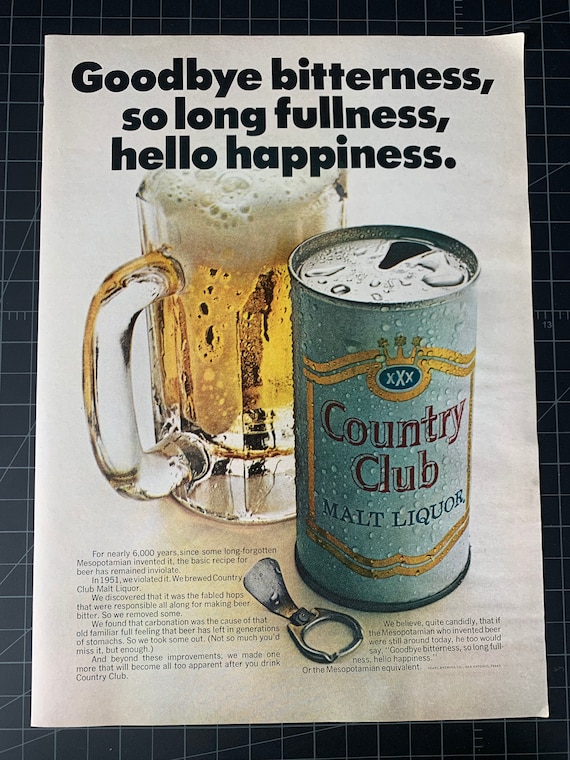 Goodbye bitterness,
so long fullness,
hello happiness.
xXx
Country
Club
MALT LIQUOR
For nearly 6,000 years, since some long-forgotten
Mesopotamian invented it, the basic recipe for
beer has remained inviolate.
In 1951, we violated it. We brewed Country
Club Malt Liquor.
We discovered that it was the fabled hops
that were responsible all along for making beer
bitter. So we removed some.
We found that carbonation was the cause of that
old familiar full feeling that beer has left in generations
of stomachs. So we took some out. (Not so much you'd
miss it, but enough.)
And beyond these improvements, we made one
more that will become all too apparent after you drink
Country Club.
We believe, quite candidly, that if
the Mesopotamian who invented beer
were still around today, he too would
say, "Goodbye bitterness, so long full-
ness, hello happiness."
Or the Mesopotamian equivalent.
13